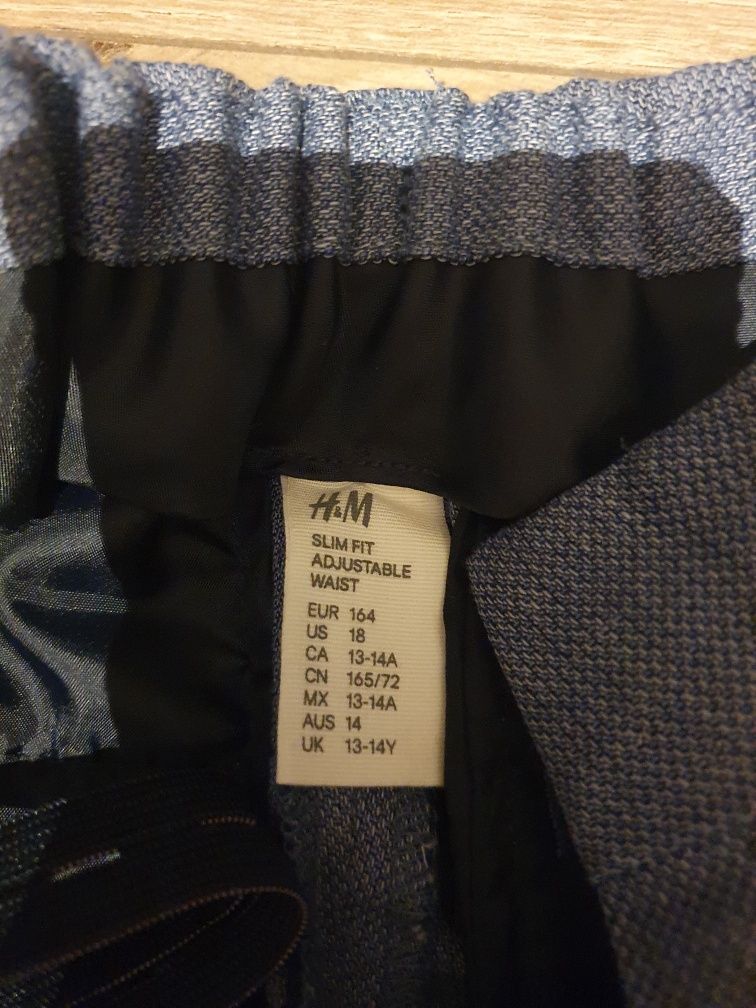 H&M
SLIM FIT
ADJUSTABLE
WAIST
EUR 164
US 18
CA 13-14A
CN 165/72
MX 13-14A
AUS 14
UK 13-14Y